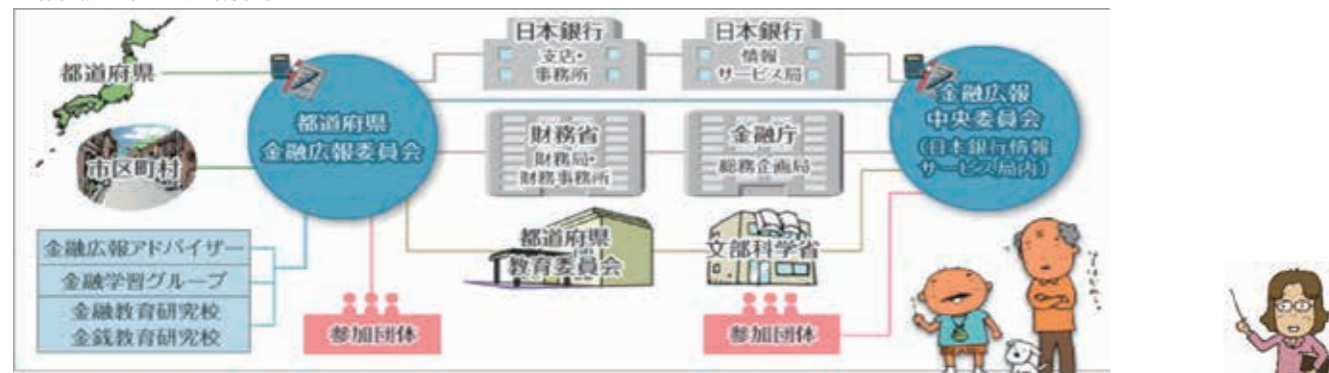 都道府県
市区町村
都道府県
金融広報委員会
金融広報アドバイザー
金融学習グループ
金融教育研究校
金銭教育研究校
参加団体
日本銀行
支店・
事務所
財務省
財務局・
財務事務所
都道府県
教育委員会
日本銀行
情報
サービス局
金融庁
総務企画局
文部科学省
参加団体
金融広報
中央委員会
(日本銀行情報
サービス局内)